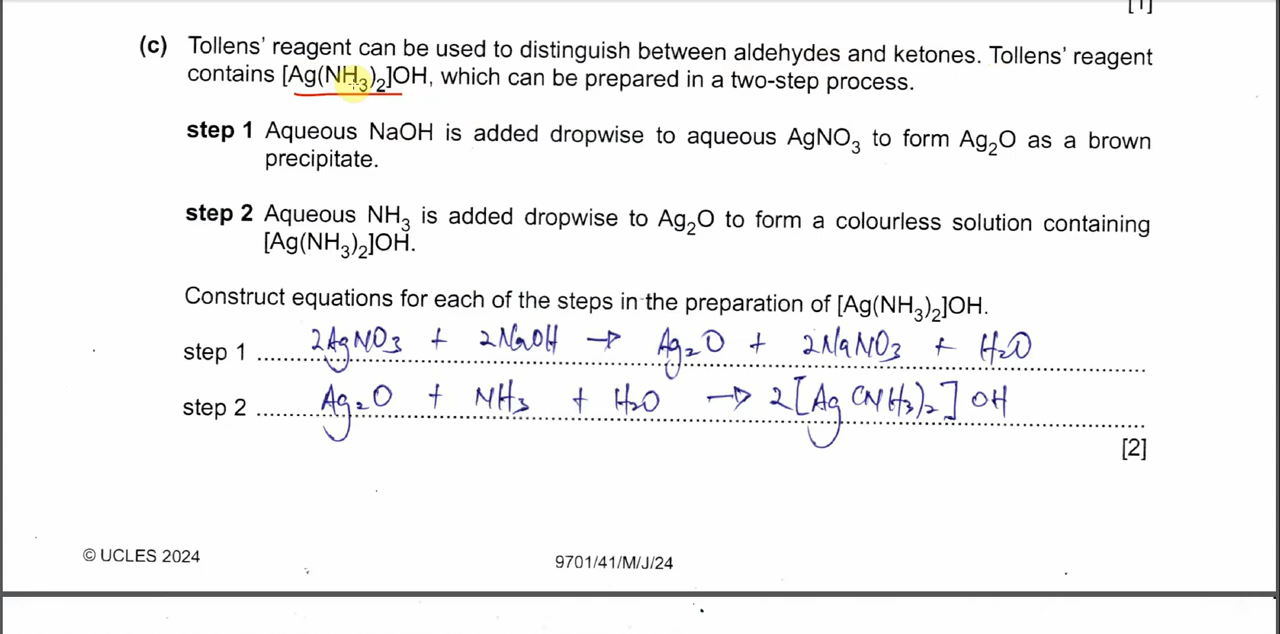 [1]
(c) Tollens' reagent can be used to distinguish between aldehydes and ketones. Tollens' reagent
contains [Ag(NH₃)₂]OH, which can be prepared in a two-step process.
step 1 Aqueous NaOH is added dropwise to aqueous AgNO₃ to form Ag₂O as a brown
precipitate.
step 2 Aqueous NH₃ is added dropwise to Ag₂O to form a colourless solution containing
[Ag(NH₃)₂]OH.
Construct equations for each of the steps in the preparation of [Ag(NH₃)₂]OH.
step 1 2AgNO₃ + 2NaOH → Ag₂O + 2NaNO₃ + H₂O
step 2 Ag₂O + NH₃ + H₂O → 2[Ag(NH₃)₂]OH
[2]
© UCLES 2024 9701/41/M/J/24